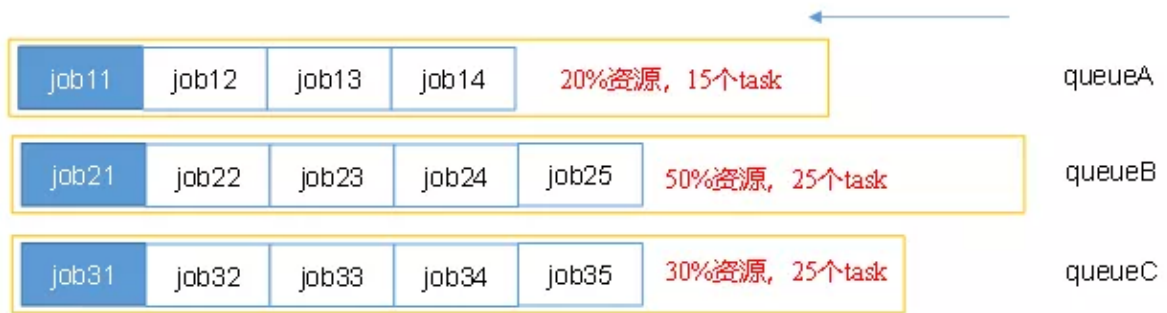 job11 job12 job13 job14 20%资源，15个task queueA
job21 job22 job23 job24 job25 50%资源，25个task queueB
job31 job32 job33 job34 job35 30%资源，25个task queueC